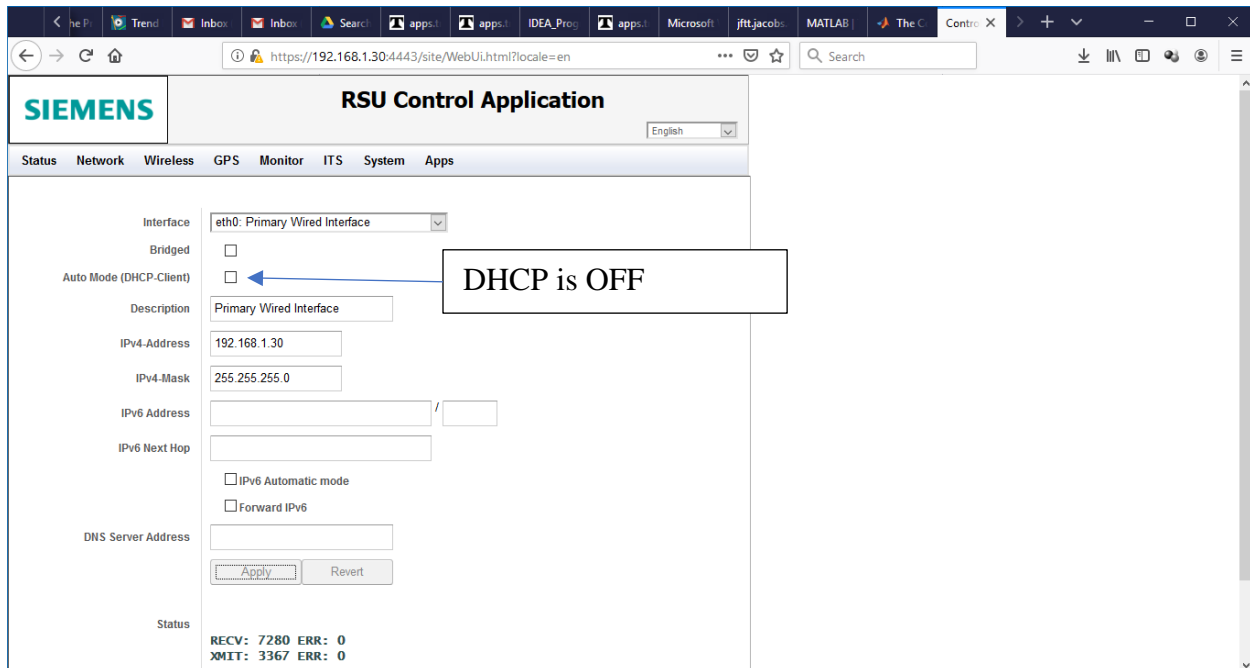 he P Trend Inbox Inbox Search apps.t apps.t IDEA_Prog apps.t Microsoft jftt.jacobs. MATLAB | The C Contro
https://192.168.1.30:4443/site/WebUi.html?locale=en Search
SIEMENS
RSU Control Application
English
Status Network Wireless GPS Monitor ITS System Apps
Interface eth0: Primary Wired Interface
Bridged
Auto Mode (DHCP-Client)
DHCP is OFF
Description Primary Wired Interface
IPv4-Address 192.168.1.30
IPv4-Mask 255.255.255.0
IPv6 Address /
IPv6 Next Hop
IPv6 Automatic mode
Forward IPv6
DNS Server Address
Apply Revert
Status
RECV: 7280 ERR: 0
XMIT: 3367 ERR: 0